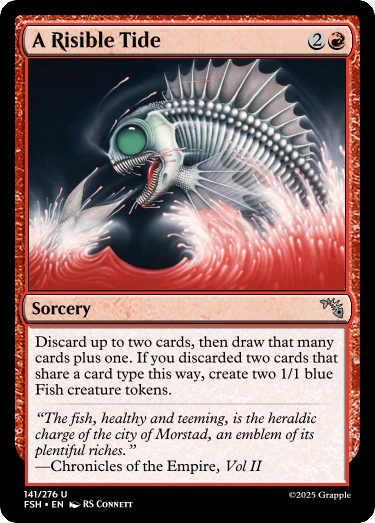 A Risible Tide 2
Sorcery
Discard up to two cards, then draw that many
cards plus one. If you discarded two cards that
share a card type this way, create two 1/1 blue
Fish creature tokens.
“The fish, healthy and teeming, is the heraldic
charge of the city of Morstad, an emblem of its
plentiful riches.”
—Chronicles of the Empire, Vol II
141/276 U
FSH • EN RS Connett
©2025 Grapple